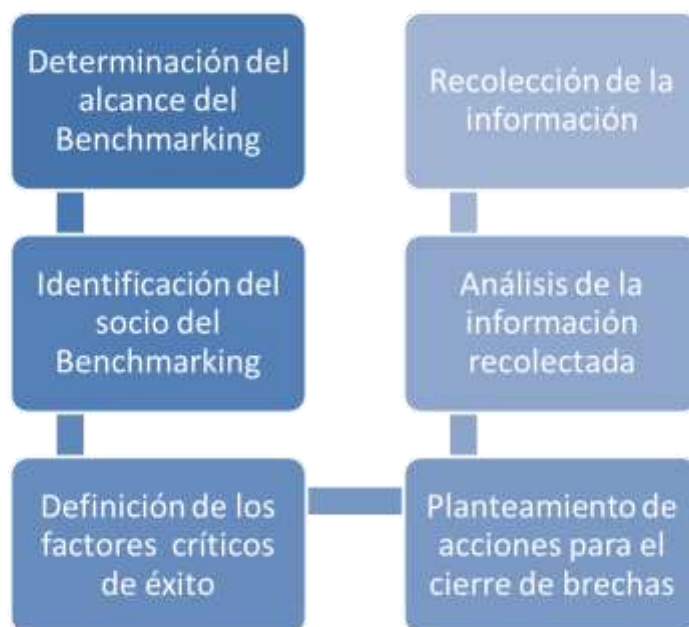 Determinación del
alcance del
Benchmarking
Identificación del
socio del
Benchmarking
Definición de los
factores críticos
de éxito
Planteamiento de
acciones para el
cierre de brechas
Análisis de la
información
recolectada
Recolección de la
información